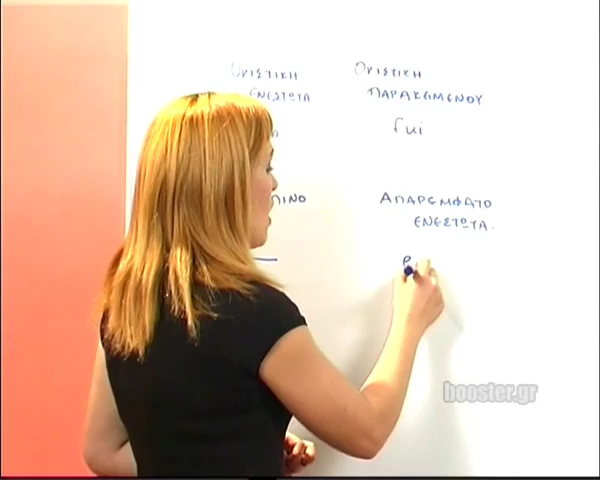 ΟΡΙΣΤΙΚΗ ΟΡΙΣΤΙΚΗ
ΕΝΕΣΤΩΤΑ ΠΑΡΑΚΕΙΜΕΝΟΥ
fui
ΑΠΑΡΕΜΦΑΤΟ
ΕΝΕΣΤΩΤΑ.
booster.gr